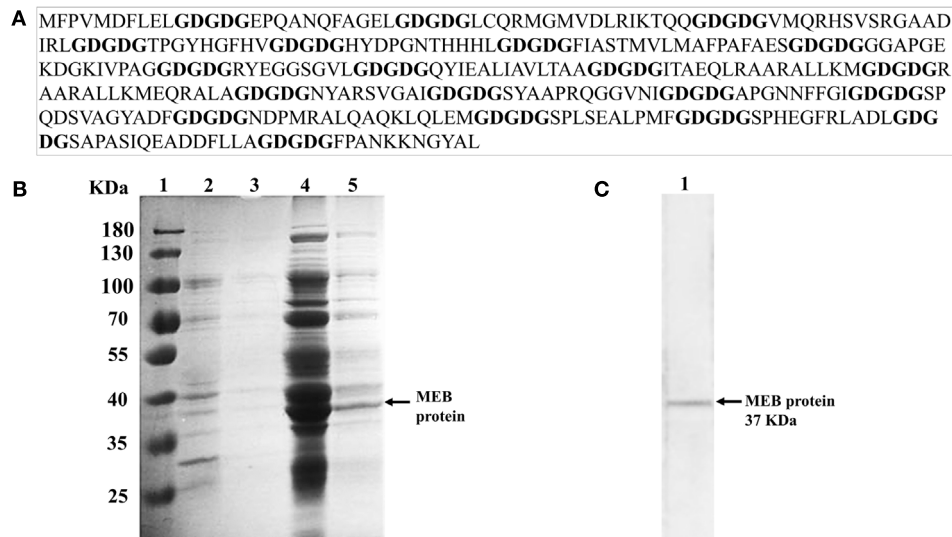 A
MFPVMDFLELGDGDGEPQANQFAGELGDGDGLCQRMGMVDLRIKTQQGDGDGVMQRHSVSRGAAD
IRLGDGDGTPGYHGFHVGDGDGHYDPGNTHHHLGDGDGFIASTMVLMAFPAFAESGDGDGGGAPGE
KDGKIVPAGGDGDGRYEGGSGVLGDGDGQYIEALIAVLTAAGDGDGITAEQLRAARALLKMGDGDGR
AARALLKMEQRALAGDGDGNYARSVGAIGDGDGSYAAPRQGGVNIGDGDGAPGNNFFGIGDGDGSP
QDSVAGYADFGDGDGNDPMRALQAQKLQLEMGDGDGSPLSEALPMFGDGDGSPHEGFRLADLGDG
DGSAPASIQEADDFLLAGDGDGFPANKKNGYAL
B
KDa 1 2 3 4 5
180
130
100
70
55
40
35
25
MEB
protein
C
1
MEB protein
37 KDa